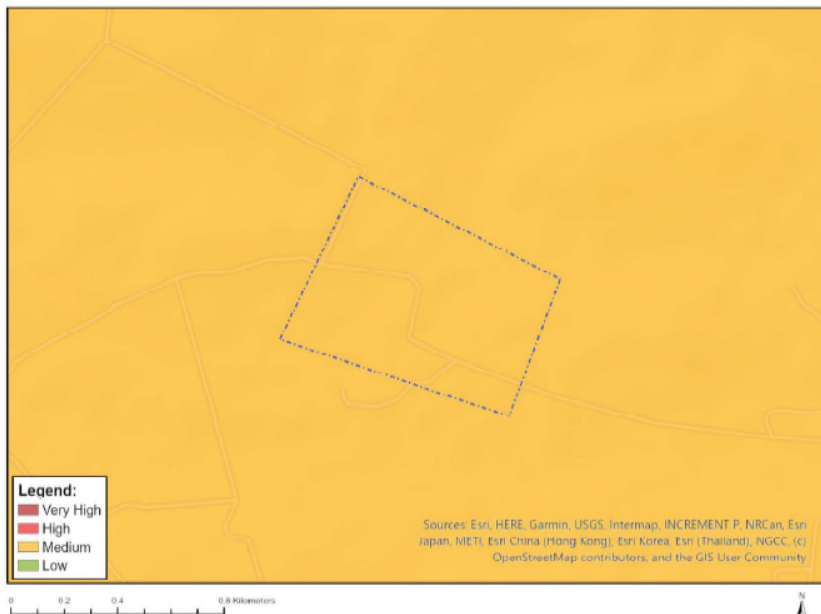 Legend:
Very High
High
Medium
Low
Sources: Esri, HERE, Garmin, USGS, Intermap, INCREMENT P, NRCan, Esri
Japan, METI, Esri China (Hong Kong), Esri Korea, Esri (Thailand), NGCC, (c)
OpenStreetMap contributors, and the GIS User Community
0 0.2 0.4 0.8 Kilometers
N